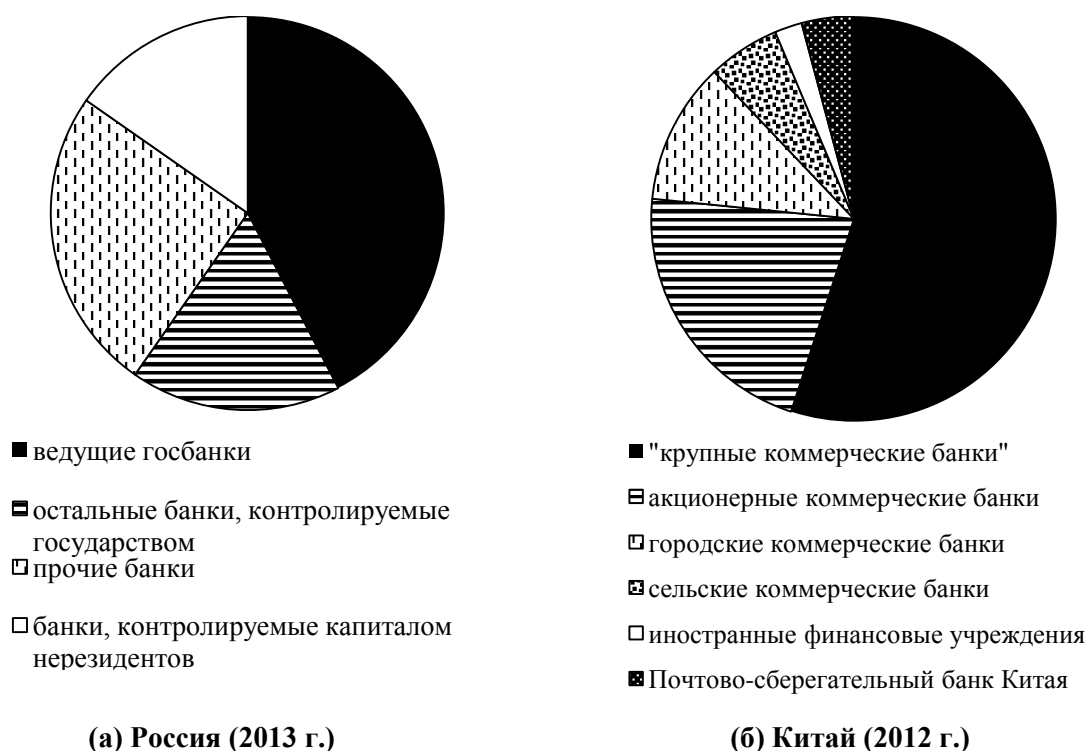 ведущие госбанки
остальные банки, контролируемые
государством
прочие банки
банки, контролируемые капиталом
нерезидентов
(а) Россия (2013 г.)
"крупные коммерческие банки"
акционерные коммерческие банки
городские коммерческие банки
сельские коммерческие банки
иностранные финансовые учреждения
Почтово-сберегательный банк Китая
(б) Китай (2012 г.)